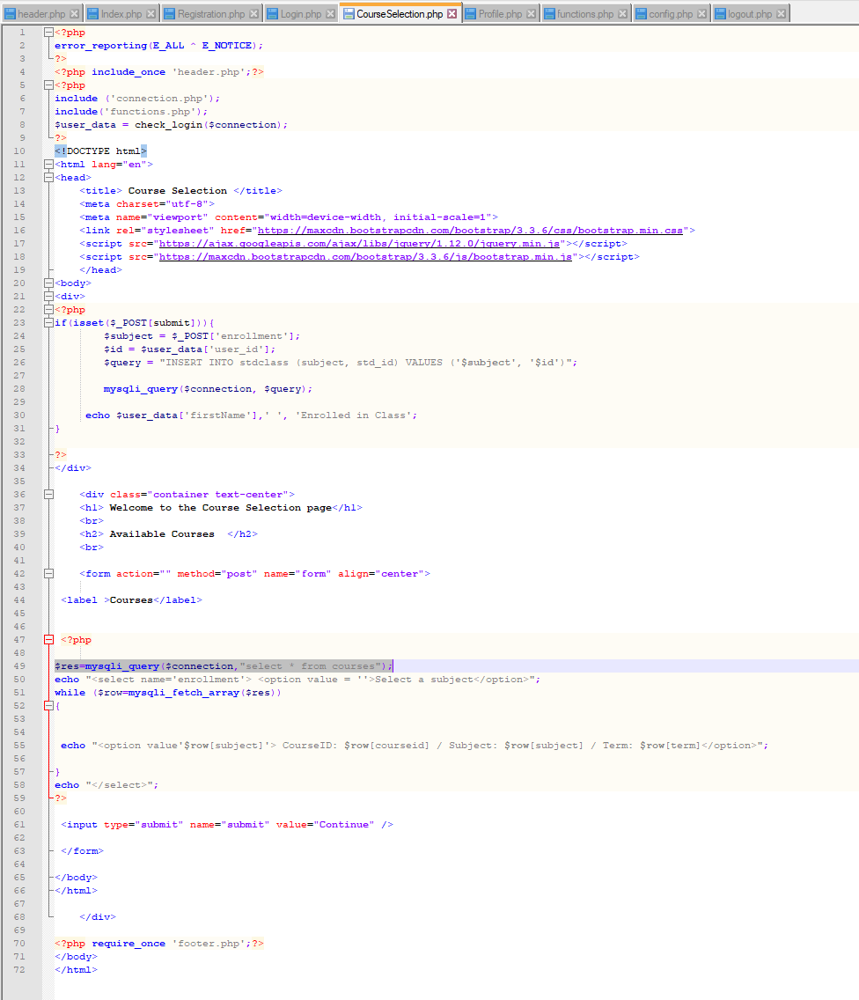 header.php Index.php Registration.php Login.php CourseSelection.php Profile.php functions.php config.php logout.php
1 <?php
2 error_reporting(E_ALL ^ E_NOTICE);
3 ?>
4 <?php include_once 'header.php';?>
5 <?php
6 include ('connection.php');
7 include('functions.php');
8 $user_data = check_login($connection);
9 ?>
10 <!DOCTYPE html>
11 <html lang="en">
12 <head>
13 <title> Course Selection </title>
14 <meta charset="utf-8">
15 <meta name="viewport" content="width=device-width, initial-scale=1">
16 <link rel="stylesheet" href="https://maxcdn.bootstrapcdn.com/bootstrap/3.3.6/css/bootstrap.min.css">
17 <script src="https://ajax.googleapis.com/ajax/libs/jquery/1.12.0/jquery.min.js"></script>
18 <script src="https://maxcdn.bootstrapcdn.com/bootstrap/3.3.6/js/bootstrap.min.js"></script>
19 </head>
20 <body>
21 <div>
22 <?php
23 if(isset($_POST[submit])){
24 $subject = $_POST['enrollment'];
25 $id = $user_data['user_id'];
26 $query = "INSERT INTO stdclass (subject, std_id) VALUES ('$subject', '$id')";
27
28 mysqli_query($connection, $query);
29
30 echo $user_data['firstName'],' ', 'Enrolled in Class';
31 }
32
33 ?>
34 </div>
35
36 <div class="container text-center">
37 <h1> Welcome to the Course Selection page</h1>
38 <br>
39 <h2> Available Courses  </h2>
40 <br>
41
42 <form action="" method="post" name="form" align="center">
43
44 <label >Courses</label>
45
46
47 <?php
48
49 $res=mysqli_query($connection,"select * from courses");
50 echo "<select name='enrollment'> <option value = ''>Select a subject</option>";
51 while ($row=mysqli_fetch_array($res))
52 {
53
54
55 echo "<option value'$row[subject]'> CourseID: $row[courseid] / Subject: $row[subject] / Term: $row[term]</option>";
56
57 }
58 echo "</select>";
59 ?>
60
61 <input type="submit" name="submit" value="Continue" />
62
63 </form>
64
65 </body>
66 </html>
67
68 </div>
69
70 <?php require_once 'footer.php';?>
71 </body>
72 </html>